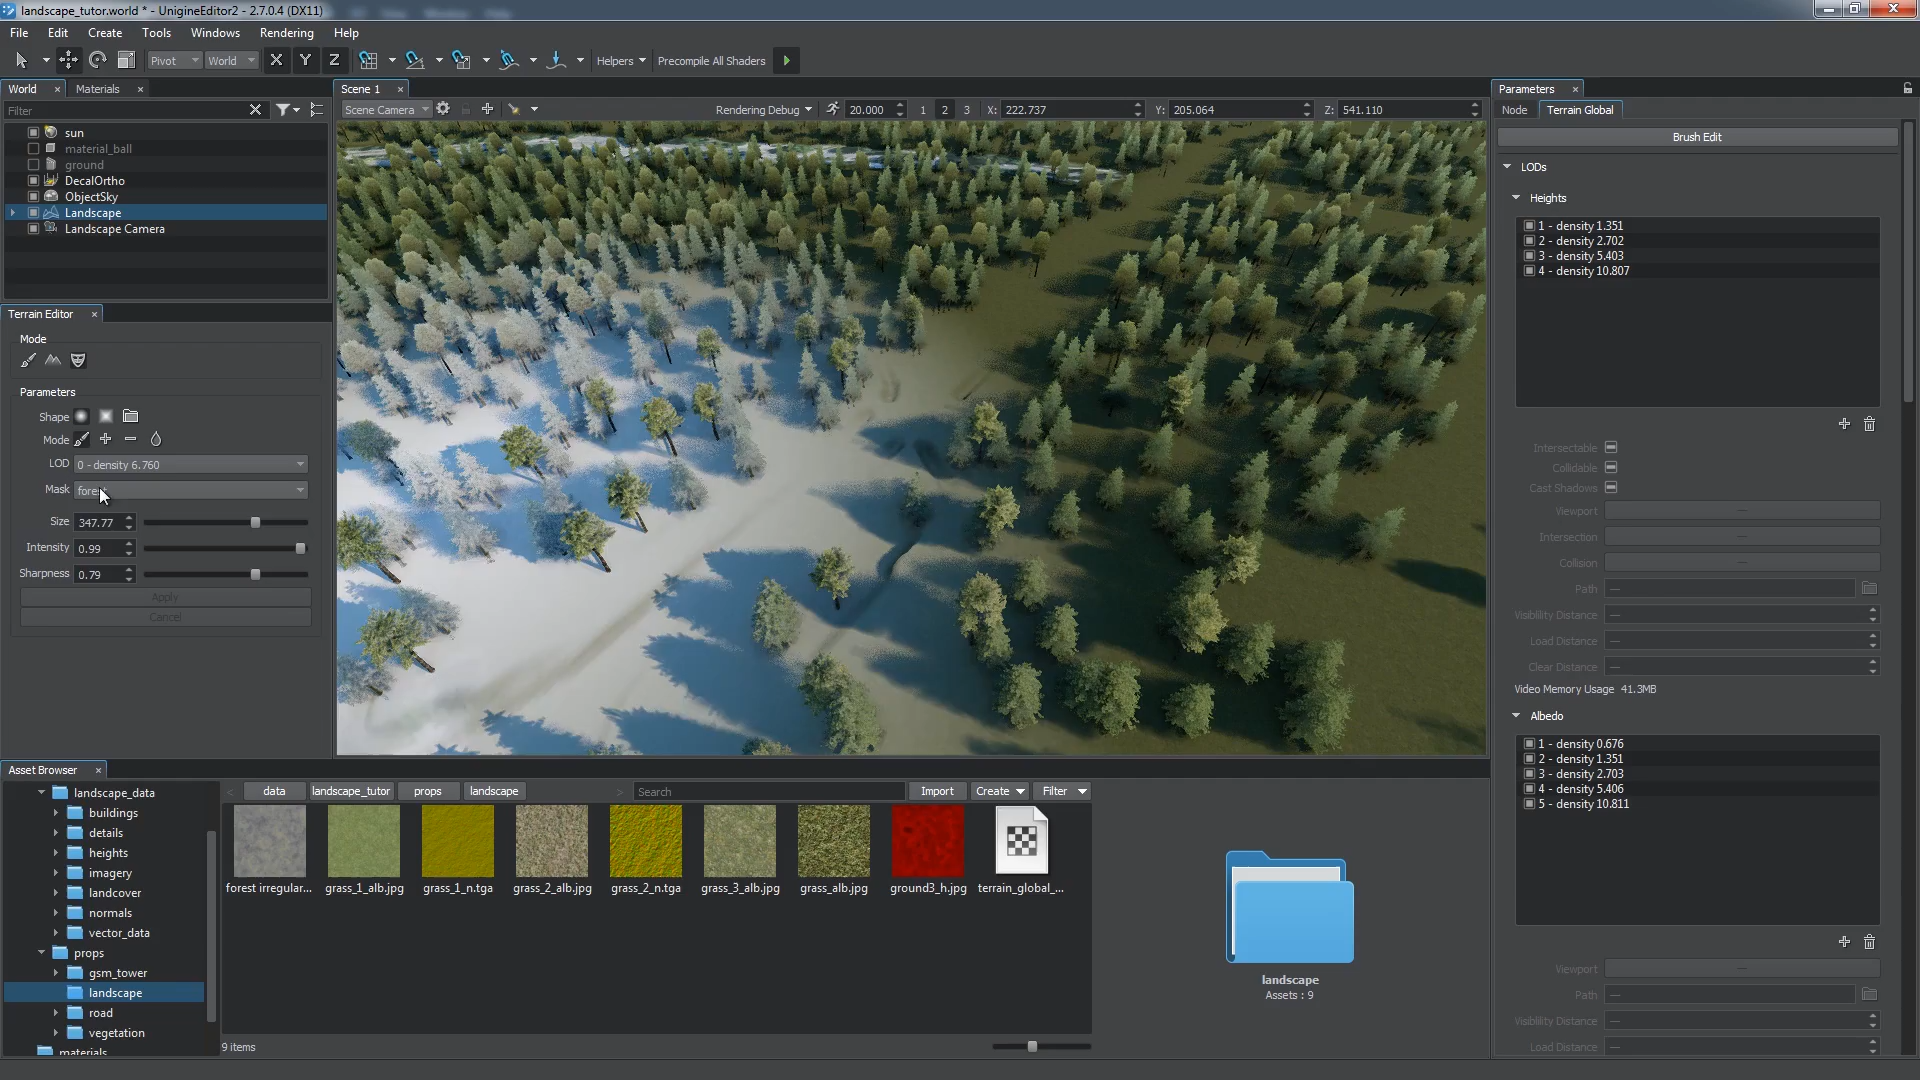 landscape_tutor.world * - UnigineEditor2 - 2.7.0.4 (DX11)
File Edit Create Tools Windows Rendering Help
Pivot World X Y Z Helpers Precompile All Shaders
World Materials
Filter
sun
material_ball
ground
DecalOrtho
ObjectSky
Landscape
Landscape Camera
Terrain Editor
Mode
Parameters
Shape
Mode
LOD 0 - density 6.760
Mask
Size 347.77
Intensity 0.99
Sharpness 0.79
Apply
Cancel
Scene 1
Scene Camera Rendering Debug 20.000 1 2 3 X: 222.737 Y: 205.064 Z: 541.110
Parameters
Node Terrain Global
Brush Edit
LODs
Heights
1 - density 1.351
2 - density 2.702
3 - density 5.403
4 - density 10.807
Intersectable
Collidable
Cast Shadows
Viewport —
Intersection —
Collision —
Path —
Visiblility Distance —
Load Distance —
Clear Distance —
Video Memory Usage 41.3MB
Albedo
1 - density 0.676
2 - density 1.351
3 - density 2.703
4 - density 5.406
5 - density 10.811
Viewport —
Path —
Visiblility Distance —
Load Distance —
Asset Browser
landscape_data
buildings
details
heights
imagery
landcover
normals
vector_data
props
gsm_tower
landscape
road
vegetation
materials
< data landscape_tutor props landscape > Search Import Create Filter
forest irregular... grass_1_alb.jpg grass_1_n.tga grass_2_alb.jpg grass_2_n.tga grass_3_alb.jpg grass_alb.jpg ground3_h.jpg terrain_global_...
9 items
landscape
Assets : 9